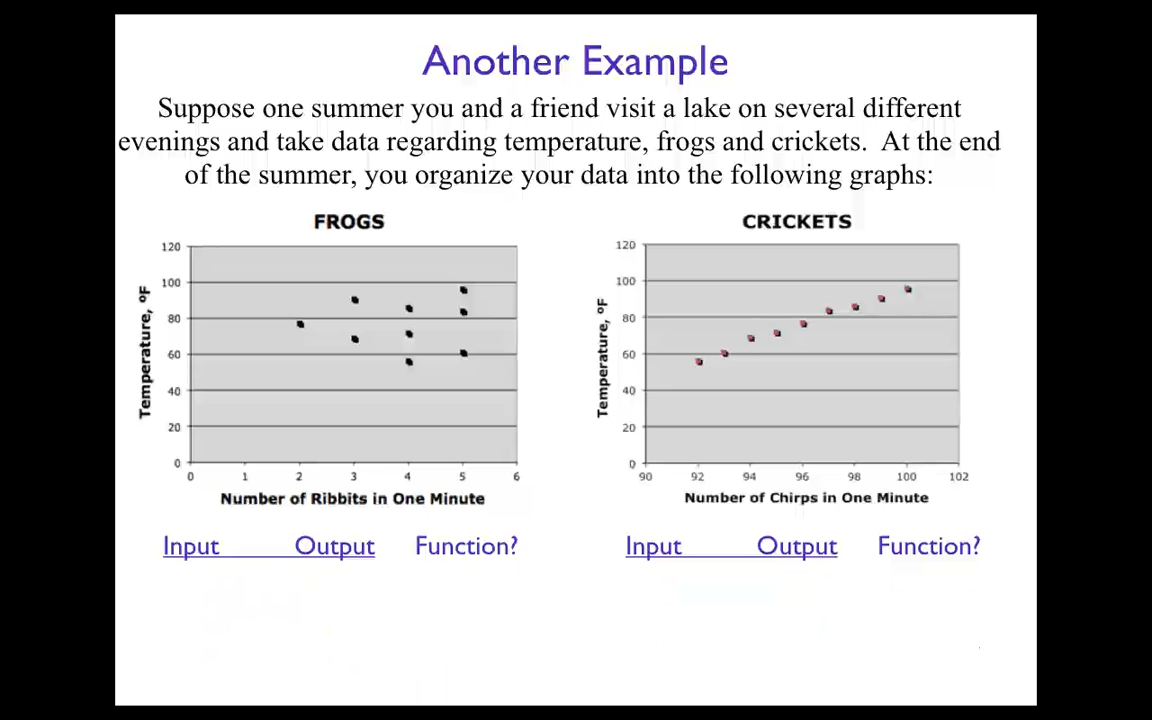 Another Example
Suppose one summer you and a friend visit a lake on several different
evenings and take data regarding temperature, frogs and crickets. At the end
of the summer, you organize your data into the following graphs:
FROGS
Temperature, ºF
120
100
80
60
40
20
0
0 1 2 3 4 5 6
Number of Ribbits in One Minute
CRICKETS
Temperature, ºF
120
100
80
60
40
20
0
90 92 94 96 98 100 102
Number of Chirps in One Minute
Input Output Function?
Input Output Function?